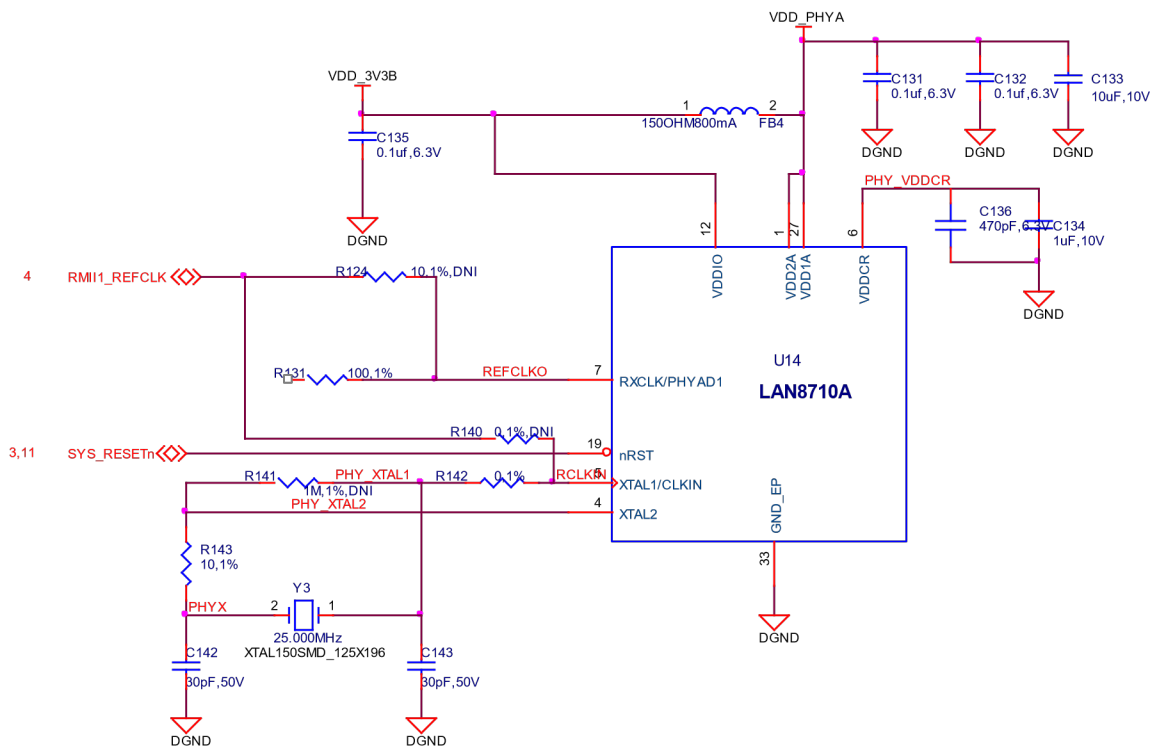 VDD_PHYA
VDD_3V3B
C131
0.1uf,6.3V
C132
0.1uf,6.3V
C133
10uF,10V
1
2
150OHM800mA
FB4
C135
0.1uf,6.3V
DGND
DGND
DGND
DGND
PHY_VDDCR
C136
470pF,6.3V
C134
1uF,10V
DGND
12
1
27
6
VDDIO
VDD2A
VDD1A
VDDCR
4
RMII1_REFCLK
R124
10,1%,DNI
U14
LAN8710A
R131
100,1%
REFCLKO
7
RXCLK/PHYAD1
R140
0,1%,DNI
3,11
SYS_RESETn
19
nRST
R141
1M,1%,DNI
PHY_XTAL1
R142
0,1%
RCLKIN
5
XTAL1/CLKIN
PHY_XTAL2
4
XTAL2
GND_EP
33
DGND
R143
10,1%
PHYX
Y3
2
1
25.000MHz
XTAL150SMD_125X196
C142
30pF,50V
C143
30pF,50V
DGND
DGND